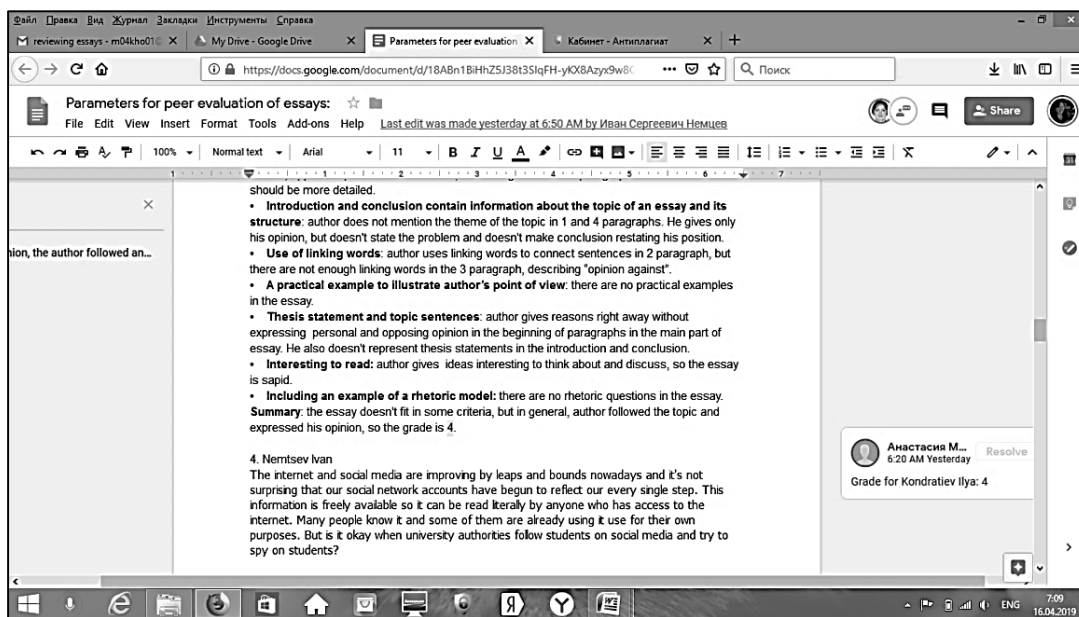 Файл Правка Вид Журнал Закладки Инструменты Справка
reviewing essays - m04kho01@ My Drive - Google Drive Parameters for peer evaluation Кабинет - Антиплагиат
https://docs.google.com/document/d/18ABn1BiHhZ5J38t3SIqFH-yKX8Azyx9w8 Поиск
Parameters for peer evaluation of essays:
File Edit View Insert Format Tools Add-ons Help Last edit was made yesterday at 6:50 AM by Иван Сергеевич Немцев
Share
100% Normal text Arial 11 B I U A
1 1 2 3 4 5 6 7
should be more detailed.
• Introduction and conclusion contain information about the topic of an essay and its
structure: author does not mention the theme of the topic in 1 and 4 paragraphs. He gives only
his opinion, but doesn't state the problem and doesn't make conclusion restating his position.
• Use of linking words: author uses linking words to connect sentences in 2 paragraph, but
there are not enough linking words in the 3 paragraph, describing "opinion against".
• A practical example to illustrate author's point of view: there are no practical examples
in the essay.
• Thesis statement and topic sentences: author gives reasons right away without
expressing personal and opposing opinion in the beginning of paragraphs in the main part of
essay. He also doesn't represent thesis statements in the introduction and conclusion.
• Interesting to read: author gives ideas interesting to think about and discuss, so the essay
is sapid.
• Including an example of a rhetoric model: there are no rhetoric questions in the essay.
Summary: the essay doesn't fit in some criteria, but in general, author followed the topic and
expressed his opinion, so the grade is 4.
4. Nemtsev Ivan
The internet and social media are improving by leaps and bounds nowadays and it's not
surprising that our social network accounts have begun to reflect our every single step. This
information is freely available so it can be read literally by anyone who has access to the
internet. Many people know it and some of them are already using it use for their own
purposes. But is it okay when university authorities follow students on social media and try to
spy on students?
nion, the author followed an...
Анастасия М... Resolve
6:20 AM Yesterday
Grade for Kondratiev Ilya: 4
31
Я Y W
ENG 7:09
16.04.2019